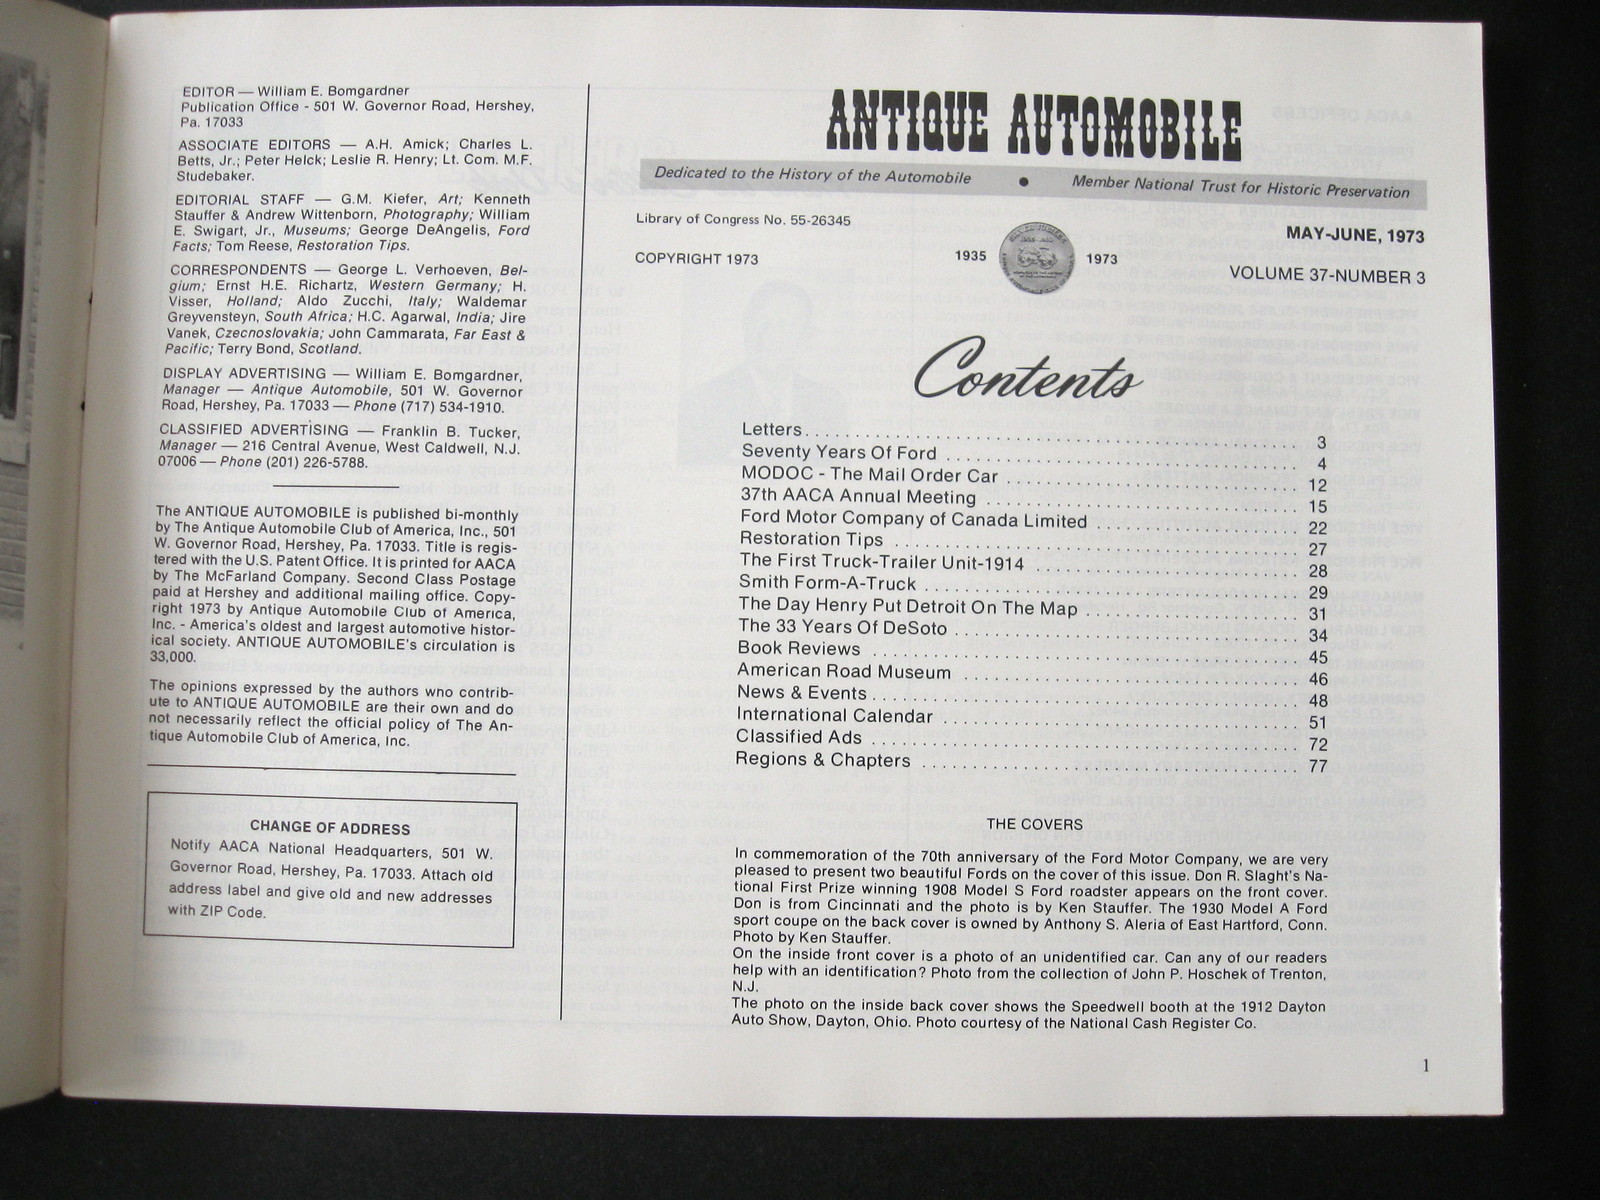 EDITOR — William E. Bomgardner
Publication Office - 501 W. Governor Road, Hershey,
Pa. 17033
ASSOCIATE EDITORS — A.H. Amick; Charles L.
Betts, Jr.; Peter Helck; Leslie R. Henry; Lt. Com. M.F.
Studebaker.
EDITORIAL STAFF — G.M. Kiefer, Art; Kenneth
Stauffer & Andrew Wittenborn, Photography; William
E. Swigart, Jr., Museums; George DeAngelis, Ford
Facts; Tom Reese, Restoration Tips.
CORRESPONDENTS — George L. Verhoeven, Bel-
gium; Ernst H.E. Richartz, Western Germany; H.
Visser, Holland; Aldo Zucchi, Italy; Waldemar
Greyvensteyn, South Africa; H.C. Agarwal, India; Jire
Vanek, Czecnoslovakia; John Cammarata, Far East &
Pacific; Terry Bond, Scotland.
DISPLAY ADVERTISING — William E. Bomgardner,
Manager — Antique Automobile, 501 W. Governor
Road, Hershey, Pa. 17033 — Phone (717) 534-1910.
CLASSIFIED ADVERTISING — Franklin B. Tucker,
Manager — 216 Central Avenue, West Caldwell, N.J.
07006 — Phone (201) 226-5788.
The ANTIQUE AUTOMOBILE is published bi-monthly
by The Antique Automobile Club of America, Inc., 501
W. Governor Road, Hershey, Pa. 17033. Title is regis-
tered with the U.S. Patent Office. It is printed for AACA
by The McFarland Company. Second Class Postage
paid at Hershey and additional mailing office. Copy-
right 1973 by Antique Automobile Club of America,
Inc. - America's oldest and largest automotive histor-
ical society. ANTIQUE AUTOMOBILE's circulation is
33,000.
The opinions expressed by the authors who contrib-
ute to ANTIQUE AUTOMOBILE are their own and do
not necessarily reflect the official policy of The An-
tique Automobile Club of America, Inc.
CHANGE OF ADDRESS
Notify AACA National Headquarters, 501 W.
Governor Road, Hershey, Pa. 17033. Attach old
address label and give old and new addresses
with ZIP Code.
ANTIQUE AUTOMOBILE
Dedicated to the History of the Automobile • Member National Trust for Historic Preservation
Library of Congress No. 55-26345
COPYRIGHT 1973
1935 1973
MAY-JUNE, 1973
VOLUME 37-NUMBER 3
Contents
Letters 3
Seventy Years Of Ford 4
MODOC - The Mail Order Car 12
37th AACA Annual Meeting 15
Ford Motor Company of Canada Limited 22
Restoration Tips 27
The First Truck-Trailer Unit-1914 28
Smith Form-A-Truck 29
The Day Henry Put Detroit On The Map 31
The 33 Years Of DeSoto 34
Book Reviews 45
American Road Museum 46
News & Events 48
International Calendar 51
Classified Ads 72
Regions & Chapters 77
THE COVERS
In commemoration of the 70th anniversary of the Ford Motor Company, we are very
pleased to present two beautiful Fords on the cover of this issue. Don R. Slaght's Na-
tional First Prize winning 1908 Model S Ford roadster appears on the front cover.
Don is from Cincinnati and the photo is by Ken Stauffer. The 1930 Model A Ford
sport coupe on the back cover is owned by Anthony S. Aleria of East Hartford, Conn.
Photo by Ken Stauffer.
On the inside front cover is a photo of an unidentified car. Can any of our readers
help with an identification? Photo from the collection of John P. Hoschek of Trenton,
N.J.
The photo on the inside back cover shows the Speedwell booth at the 1912 Dayton
Auto Show, Dayton, Ohio. Photo courtesy of the National Cash Register Co.
1